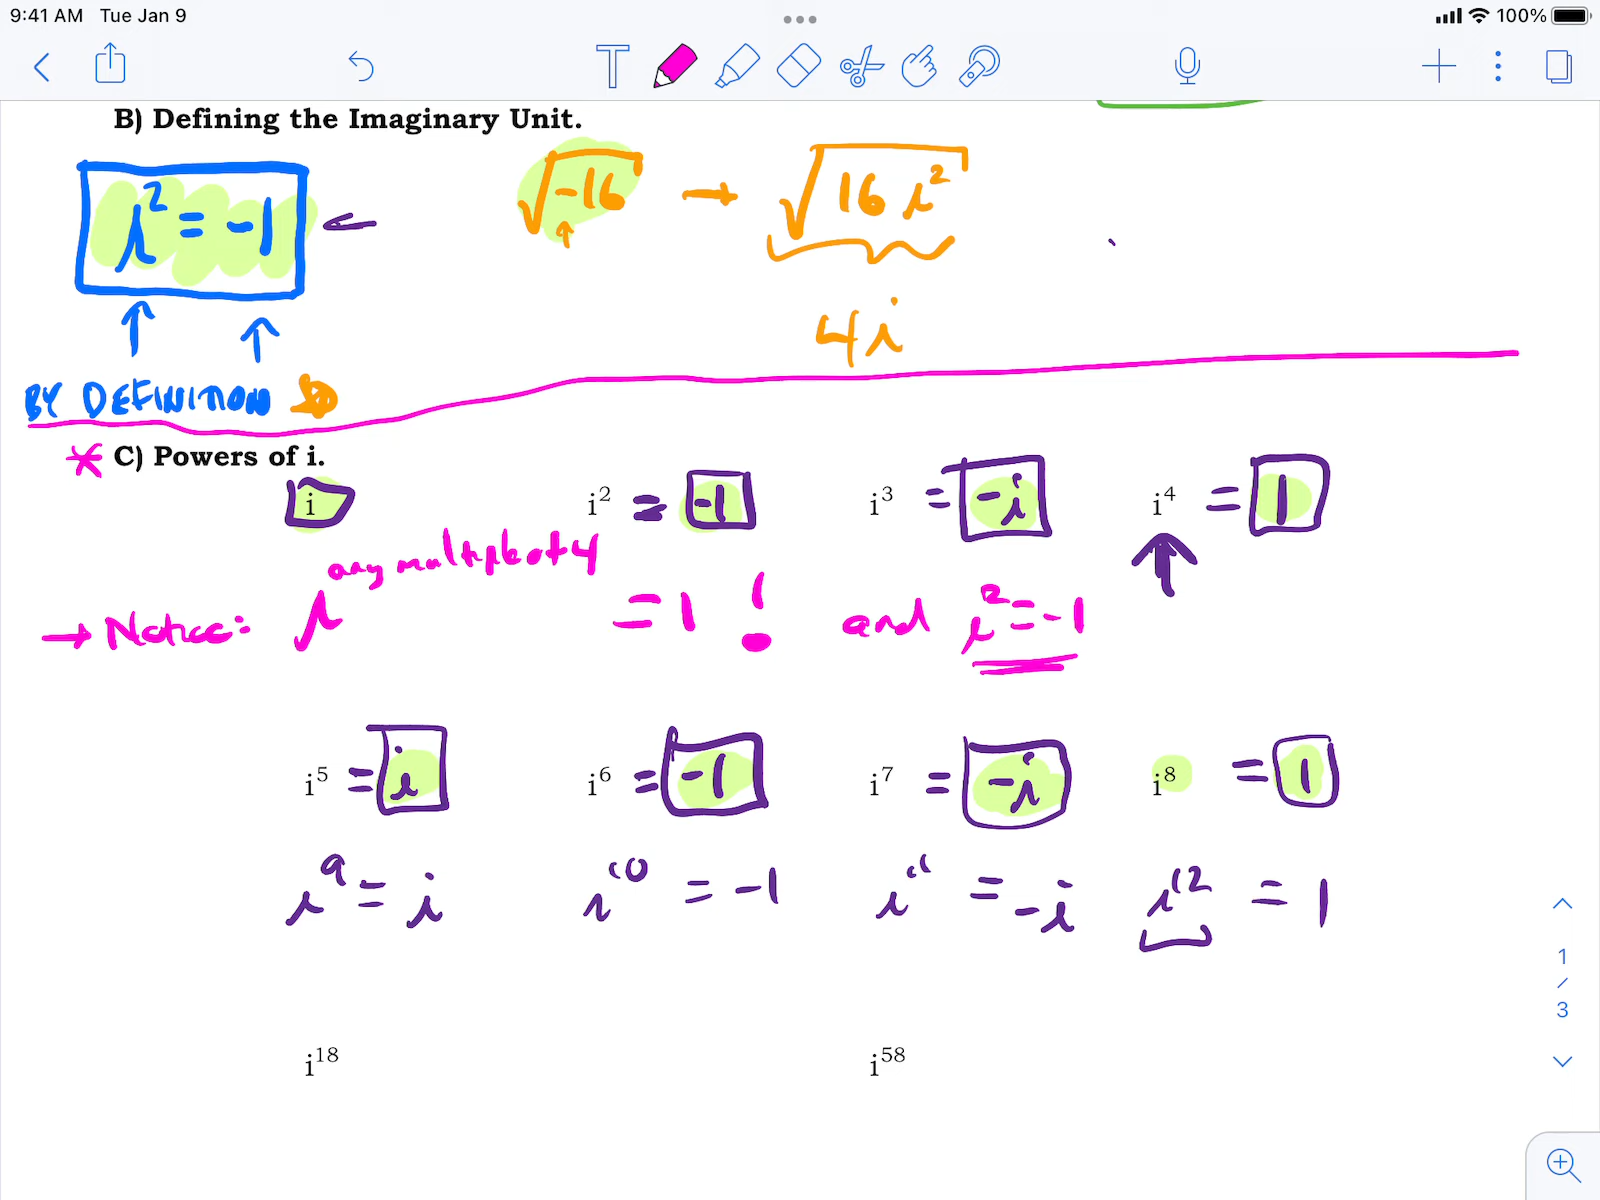 9:41 AM Tue Jan 9 100%
B) Defining the Imaginary Unit.
i² = -1 √-16 → √16i²
4i
BY DEFINITION
* C) Powers of i.
i i² = -1 i³ = -i i⁴ = 1
→ Notice: i^any multiple of 4 = 1 ! and i² = -1
i⁵ = i i⁶ = -1 i⁷ = -i i⁸ = 1
i⁹ = i i¹⁰ = -1 i¹¹ = -i i¹² = 1
i¹⁸ i⁵⁸
1
/
3